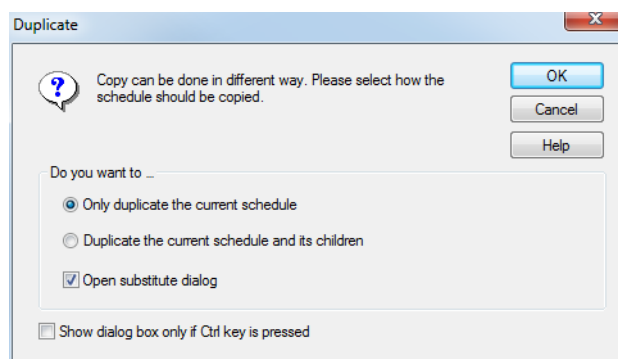 Duplicate
Copy can be done in different way. Please select how the
schedule should be copied.
OK
Cancel
Help
Do you want to ...
Only duplicate the current schedule
Duplicate the current schedule and its children
Open substitute dialog
Show dialog box only if Ctrl key is pressed